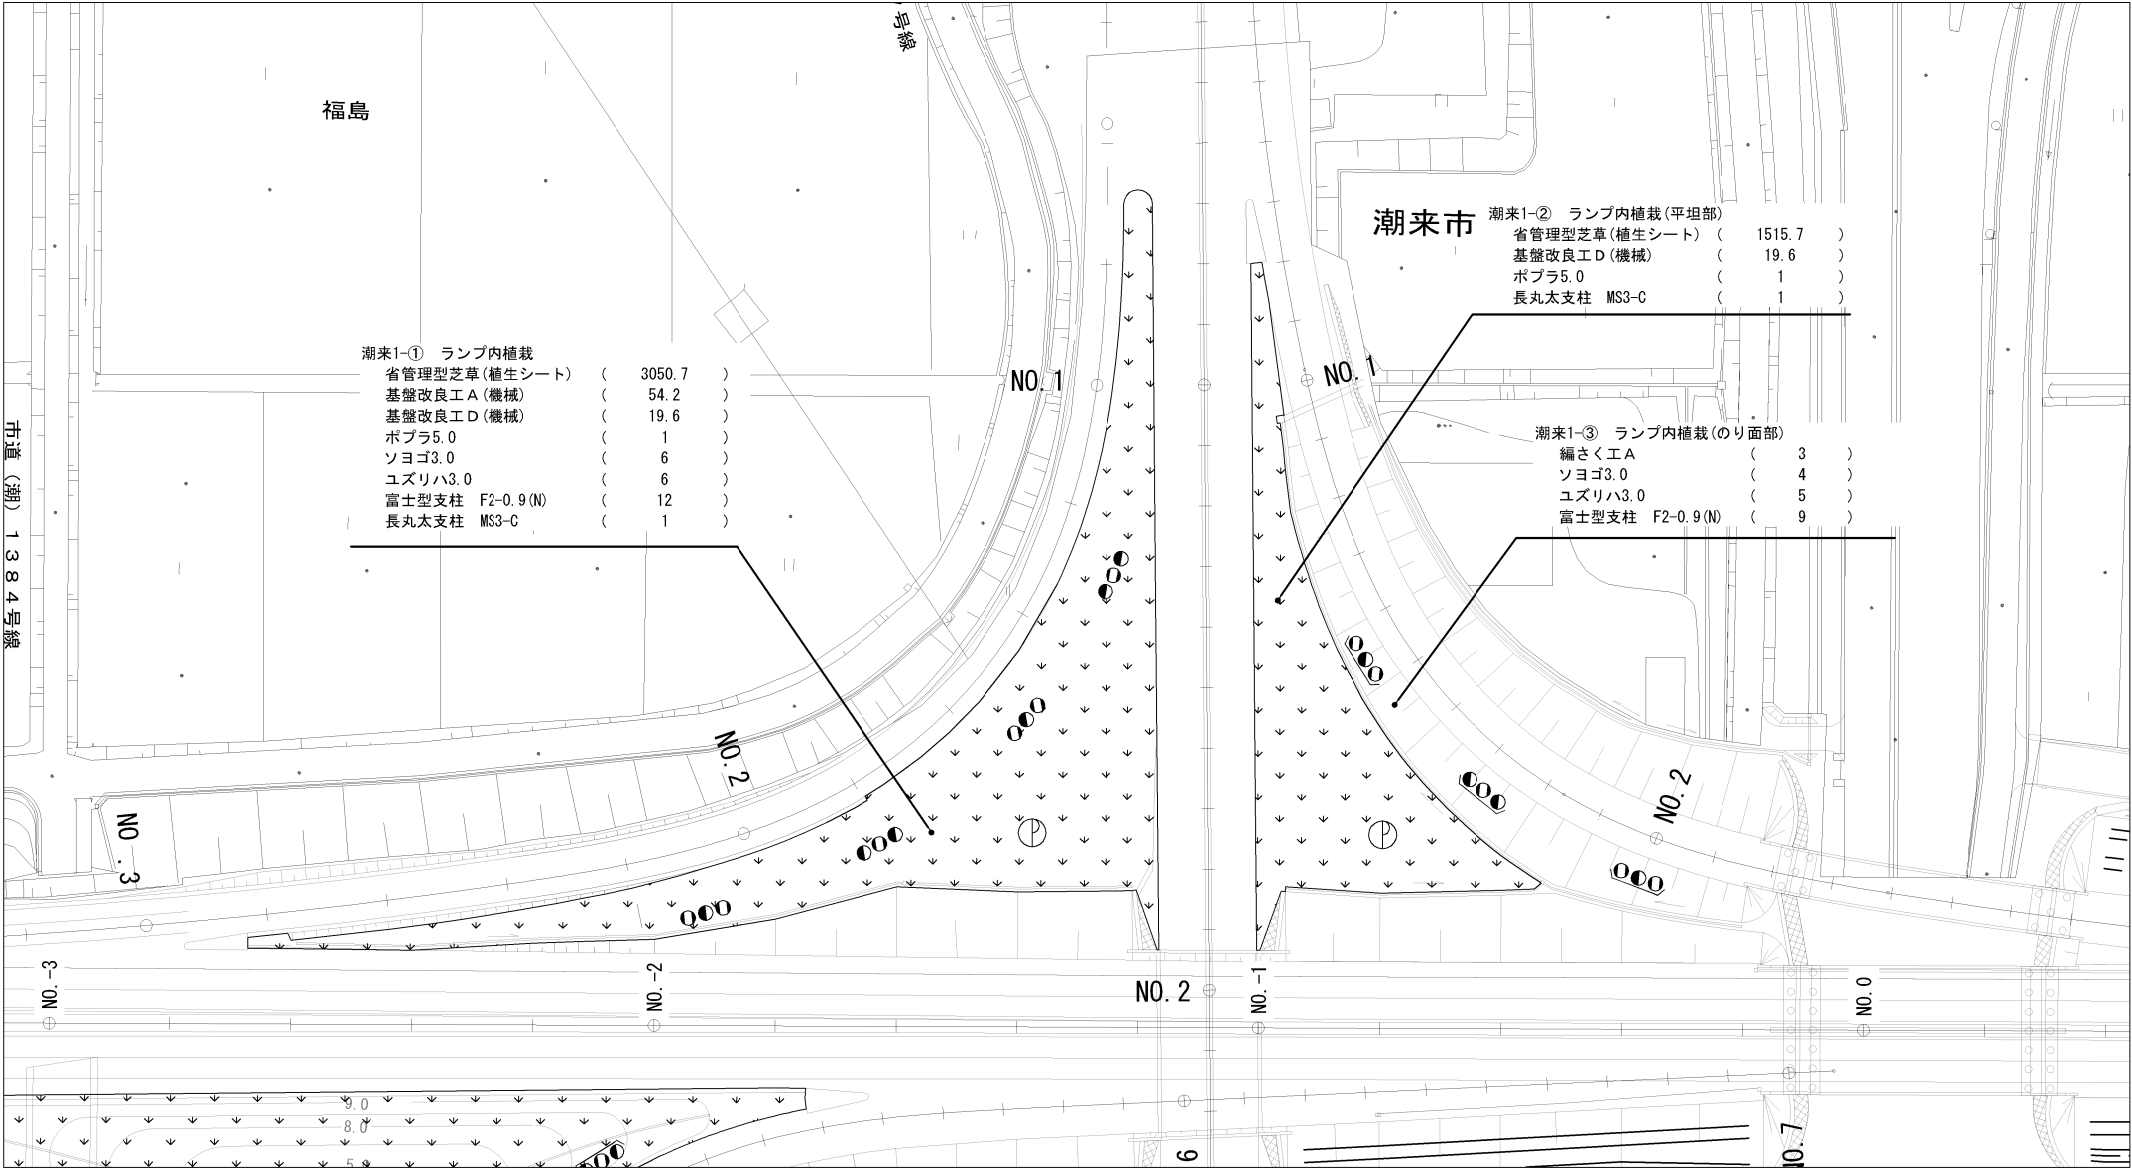 号線
福島
潮来市
潮来1-② ランプ内植栽(平坦部)
省管理型芝草(植生シート) ( 1515.7 )
基盤改良工D(機械) ( 19.6 )
ポプラ5.0 ( 1 )
長丸太支柱 MS3-C ( 1 )
潮来1-① ランプ内植栽
省管理型芝草(植生シート) ( 3050.7 )
基盤改良工A(機械) ( 54.2 )
基盤改良工D(機械) ( 19.6 )
ポプラ5.0 ( 1 )
ソヨゴ3.0 ( 6 )
ユズリハ3.0 ( 6 )
富士型支柱 F2-0.9(N) ( 12 )
長丸太支柱 MS3-C ( 1 )
NO.1
NO.1
潮来1-③ ランプ内植栽(のり面部)
編さく工A ( 3 )
ソヨゴ3.0 ( 4 )
ユズリハ3.0 ( 5 )
富士型支柱 F2-0.9(N) ( 9 )
市道(潮)1384号線
NO.2
NO.2
NO.3
P
P
NO.-3
NO.-2
NO.2
NO.-1
NO.0
9.0
8.0
6
NO.7